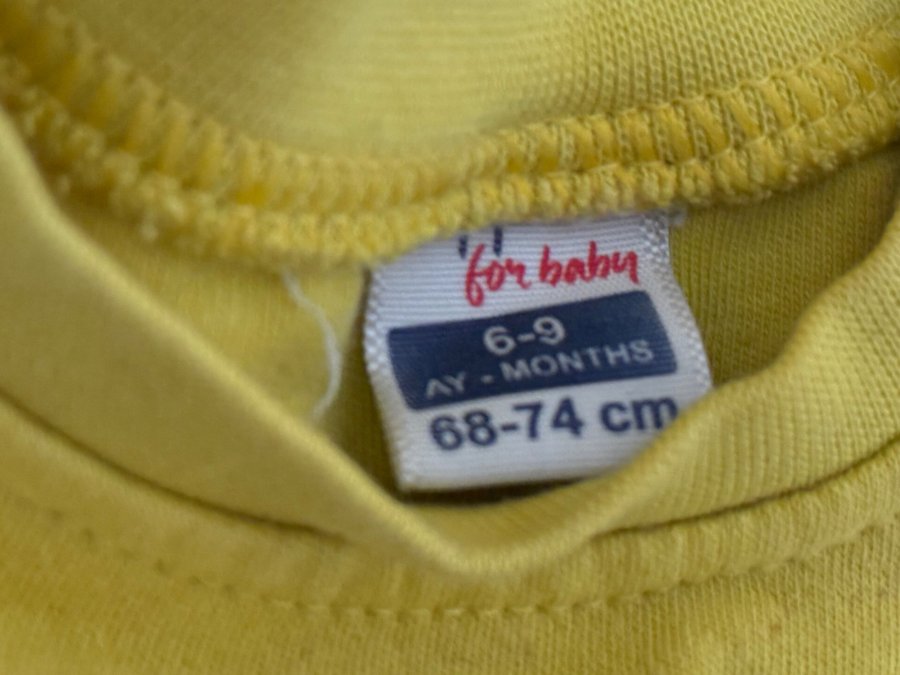 for baby
6-9
AY - MONTHS
68-74 cm